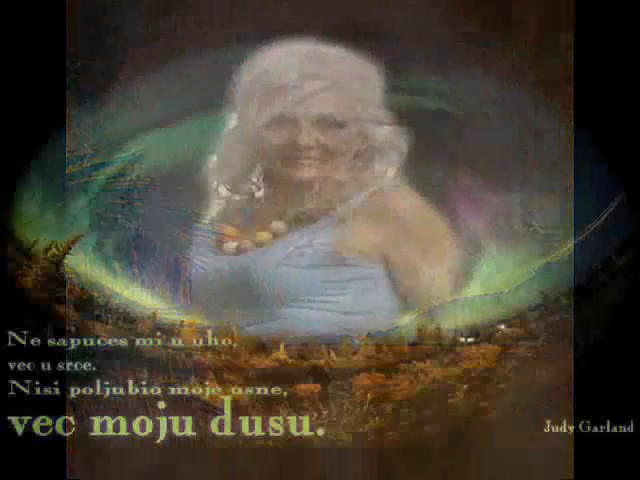 Ne sapuces mi u uho,
vec u srce.
Nisi poljubio moje usne,
vec moju dusu.
Judy Garland